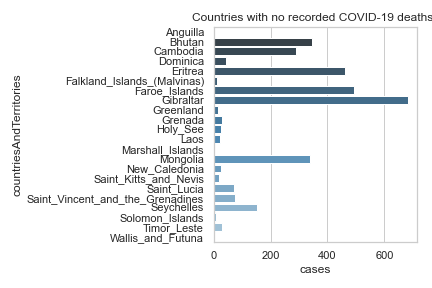 Countries with no recorded COVID-19 deaths
countriesAndTerritories
Anguilla
Bhutan
Cambodia
Dominica
Eritrea
Falkland_Islands_(Malvinas)
Faroe_Islands
Gibraltar
Greenland
Grenada
Holy_See
Laos
Marshall_Islands
Mongolia
New_Caledonia
Saint_Kitts_and_Nevis
Saint_Lucia
Saint_Vincent_and_the_Grenadines
Seychelles
Solomon_Islands
Timor_Leste
Wallis_and_Futuna
0 200 400 600
cases